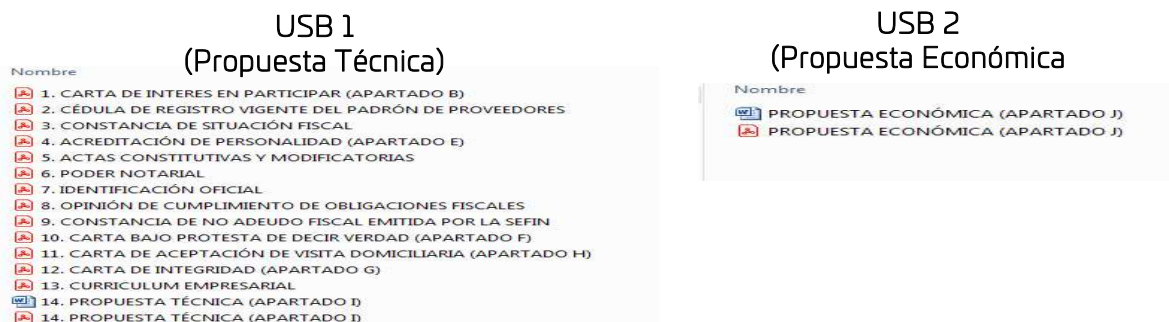 USB 1
(Propuesta Técnica)
Nombre
1. CARTA DE INTERES EN PARTICIPAR (APARTADO B)
2. CÉDULA DE REGISTRO VIGENTE DEL PADRÓN DE PROVEEDORES
3. CONSTANCIA DE SITUACIÓN FISCAL
4. ACREDITACIÓN DE PERSONALIDAD (APARTADO E)
5. ACTAS CONSTITUTIVAS Y MODIFICATORIAS
6. PODER NOTARIAL
7. IDENTIFICACIÓN OFICIAL
8. OPINIÓN DE CUMPLIMIENTO DE OBLIGACIONES FISCALES
9. CONSTANCIA DE NO ADEUDO FISCAL EMITIDA POR LA SEFIN
10. CARTA BAJO PROTESTA DE DECIR VERDAD (APARTADO F)
11. CARTA DE ACEPTACIÓN DE VISITA DOMICILIARIA (APARTADO H)
12. CARTA DE INTEGRIDAD (APARTADO G)
13. CURRICULUM EMPRESARIAL
14. PROPUESTA TÉCNICA (APARTADO I)
14. PROPUESTA TÉCNICA (APARTADO I)
USB 2
(Propuesta Económica
Nombre
PROPUESTA ECONÓMICA (APARTADO J)
PROPUESTA ECONÓMICA (APARTADO J)